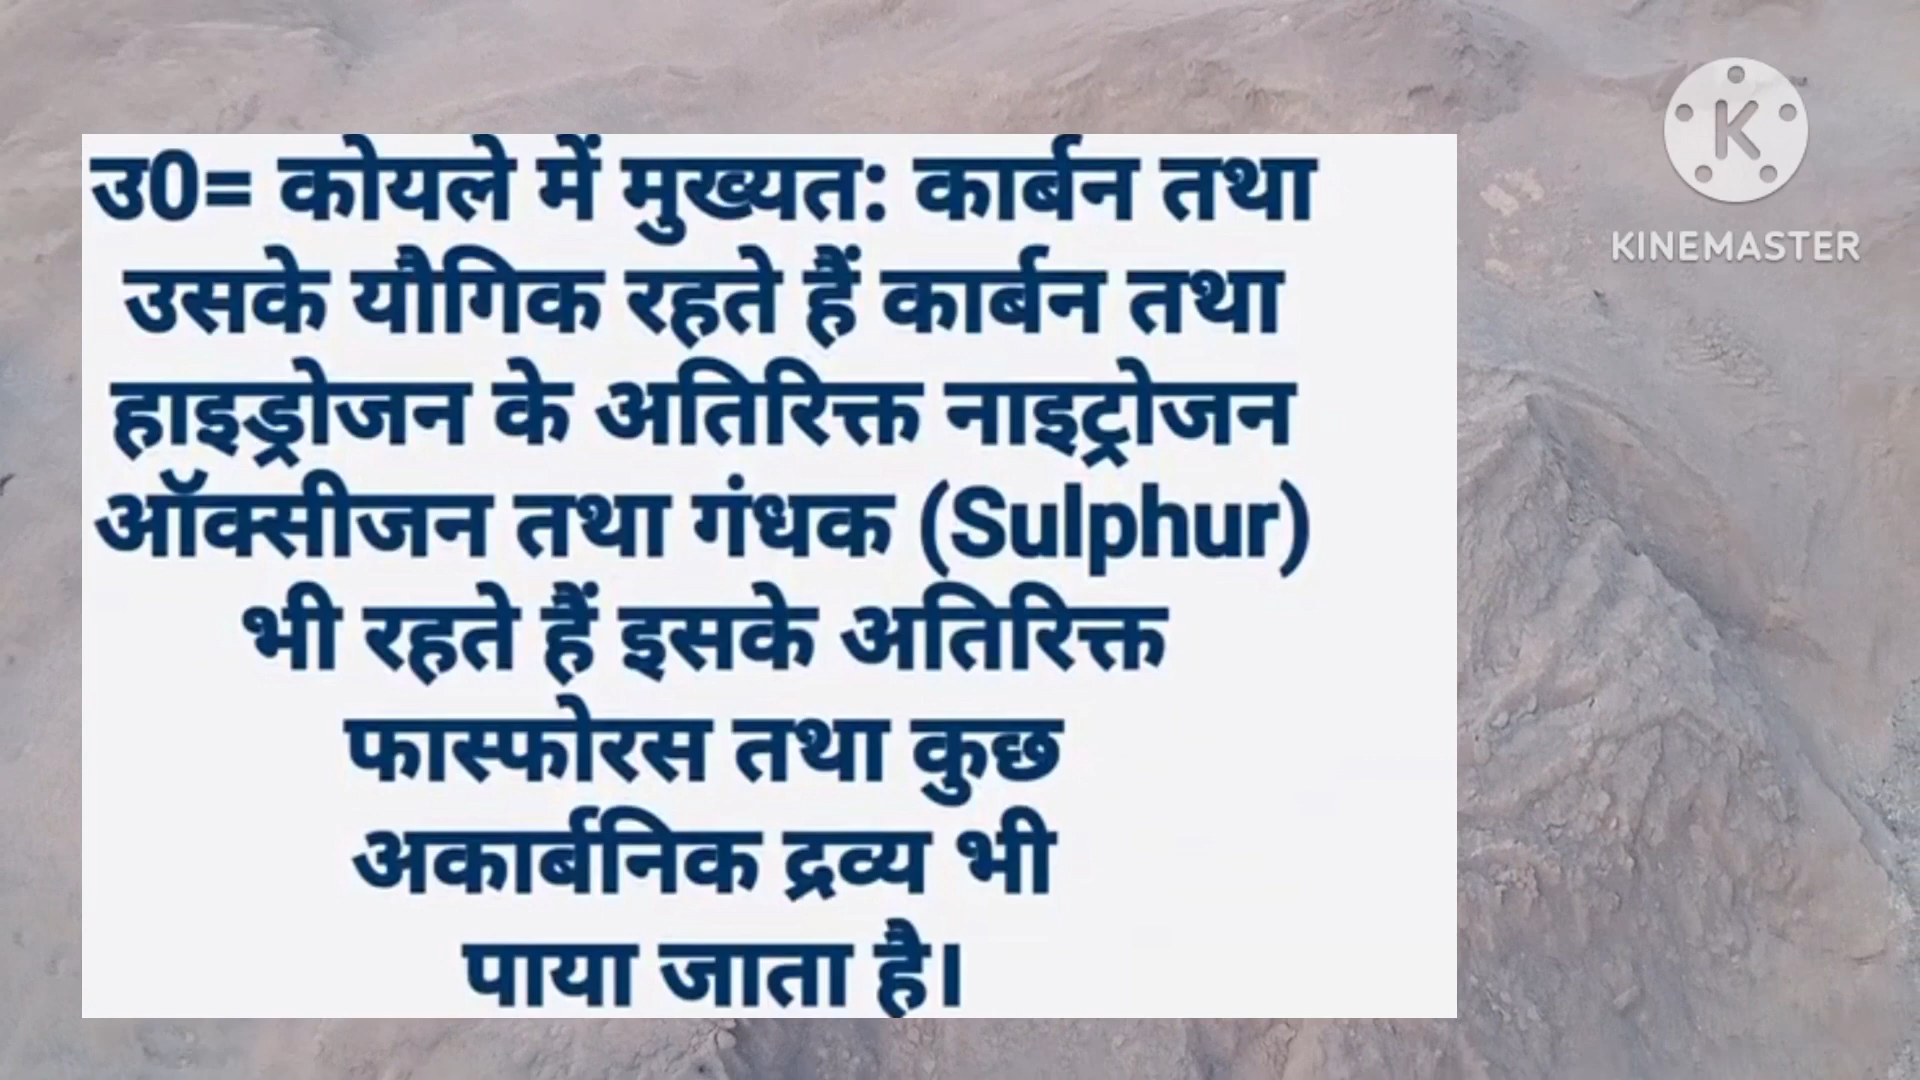 उ0= कोयले में मुख्यत: कार्बन तथा
उसके यौगिक रहते हैं कार्बन तथा
हाइड्रोजन के अतिरिक्त नाइट्रोजन
ऑक्सीजन तथा गंधक (Sulphur)
भी रहते हैं इसके अतिरिक्त
फास्फोरस तथा कुछ
अकार्बनिक द्रव्य भी
पाया जाता है।
K
KINEMASTER